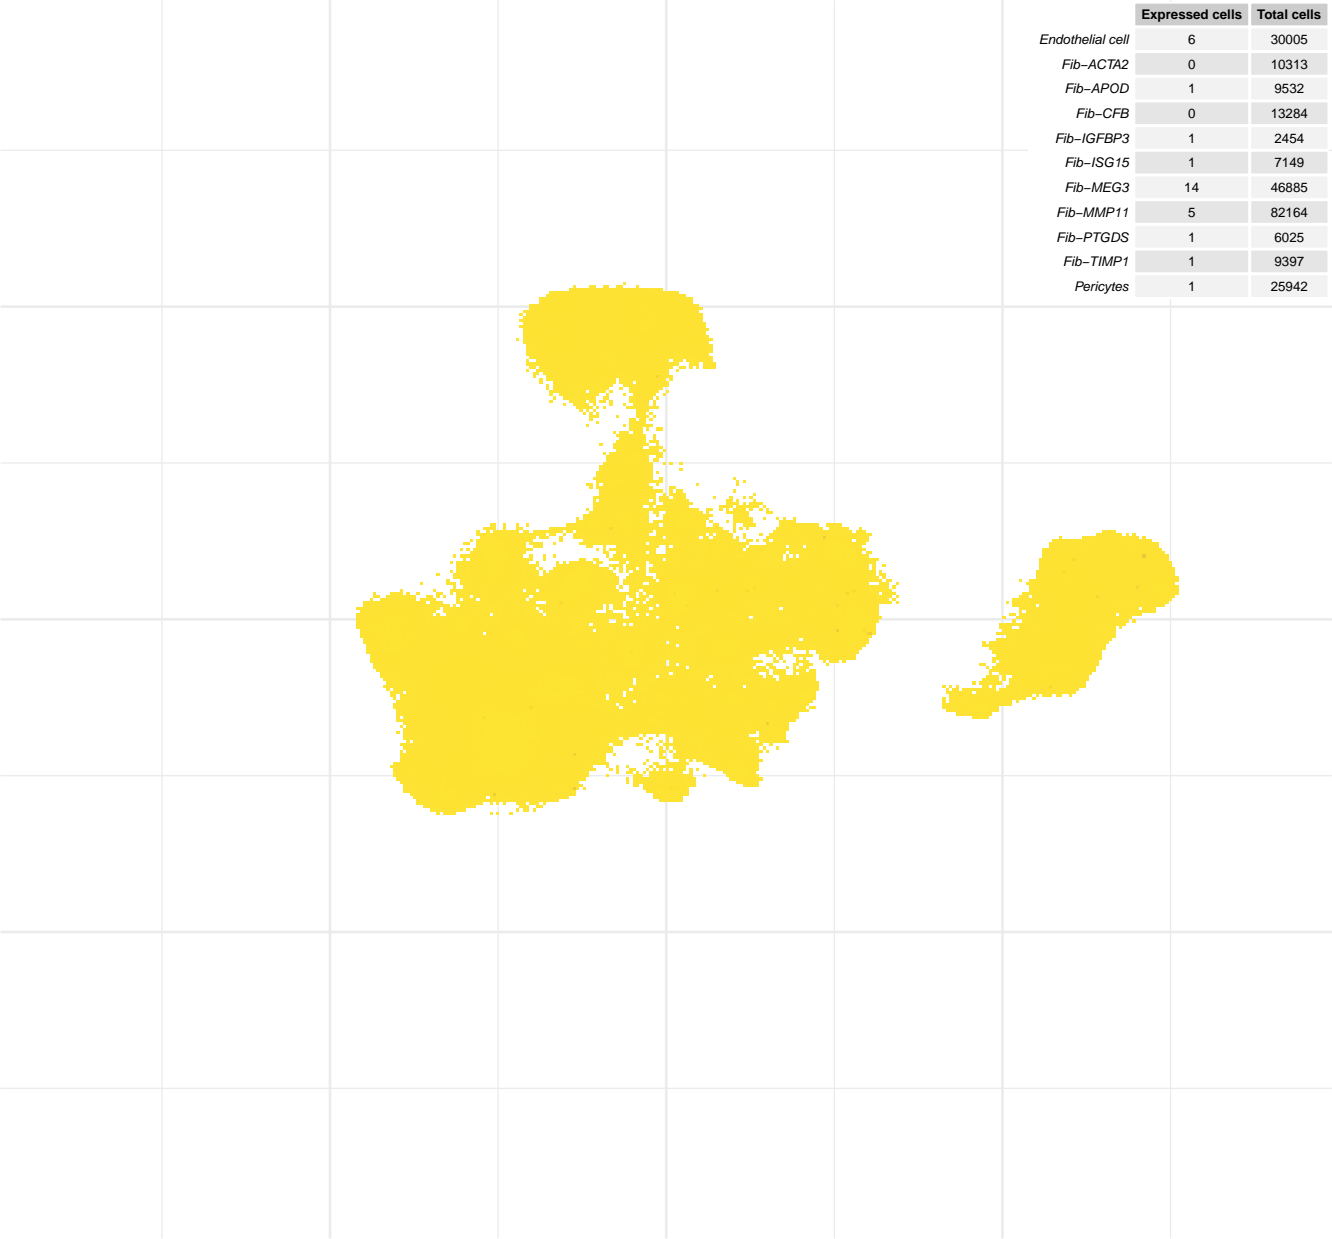 Expressed cells Total cells
Endothelial cell 6 30005
Fib−ACTA2 0 10313
Fib−APOD 1 9532
Fib−CFB 0 13284
Fib−IGFBP3 1 2454
Fib−ISG15 1 7149
Fib−MEG3 14 46885
Fib−MMP11 5 82164
Fib−PTGDS 1 6025
Fib−TIMP1 1 9397
Pericytes 1 25942